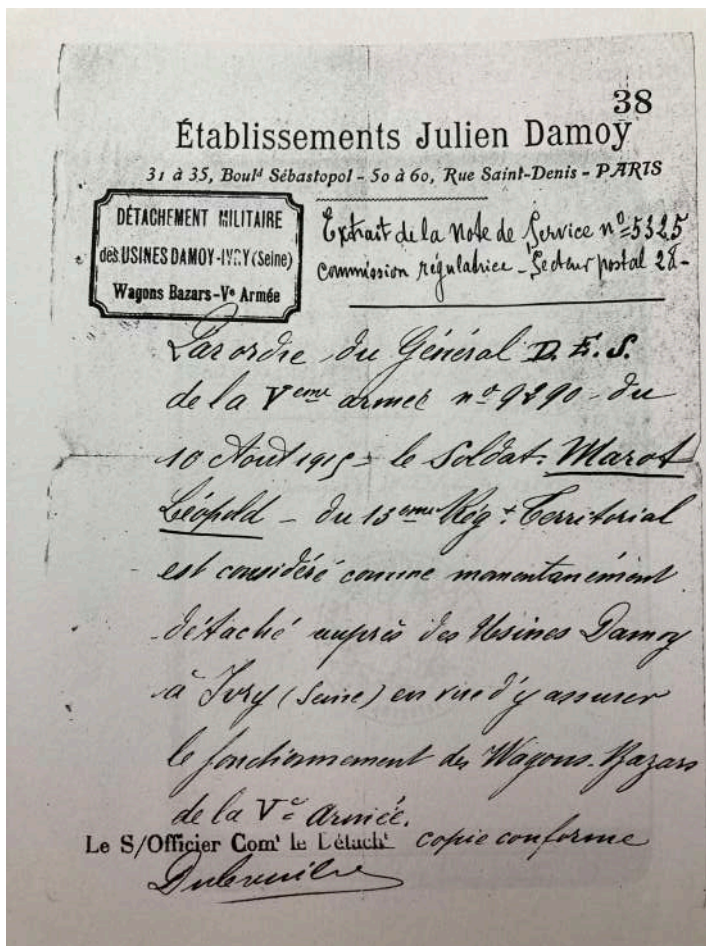 38
Établissements Julien Damoy
31 à 35, Boulᵈ Sébastopol - 50 à 60, Rue Saint-Denis - PARIS
DÉTACHEMENT MILITAIRE
des USINES DAMOY-IVRY (Seine)
Wagons Bazars-Vᵉ Armée
Extrait de la Note de Service nº 5325
Commission régulatrice - Secteur postal 28-
Par ordre du Général D. E. S.
de la Vᵉᵐᵉ armée nº 9290 - du
10 Août 1915 - le Soldat Marot
Léopold - du 13ᵉᵐᵉ Régᵗ Territorial
est considéré comme momentanément
détaché auprès des Usines Damoy
à Ivry (Seine) en vue d'y assurer
le fonctionnement des Wagons-Bazars
de la Vᵉ Armée.
Le S/Officier Comᵗ le Détachᵗ copie conforme